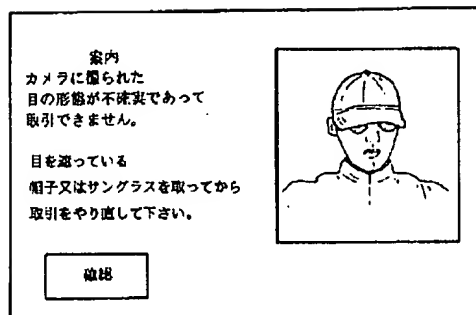 案内
カメラに撮られた
目の形態が不確実であって
取引できません。
目を遮っている
帽子又はサングラスを取ってから
取引をやり直して下さい。
確認